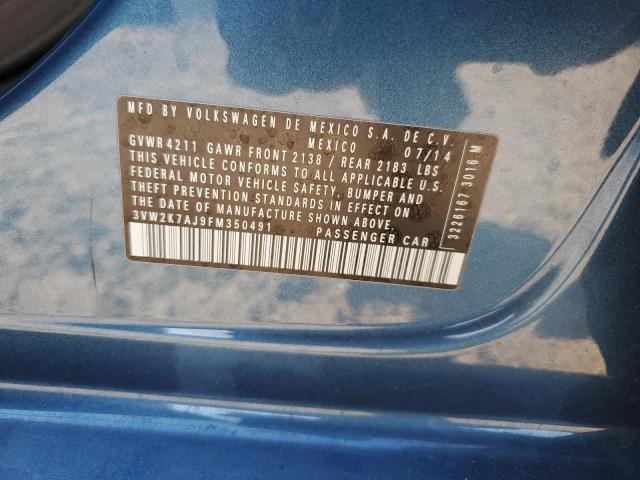 MFD BY VOLKSWAGEN DE MEXICO S.A. DE C.V.
MEXICO 07/14
GVWR 4211 GAWR FRONT 2138 / REAR 2183 LBS
THIS VEHICLE CONFORMS TO ALL APPLICABLE U.S.
FEDERAL MOTOR VEHICLE SAFETY, BUMPER AND
THEFT PREVENTION STANDARDS IN EFFECT ON
THE DATE OF MANUFACTURE SHOWN ABOVE.
3VW2K7AJ9FM350491 PASSENGER CAR
3226167 3016 M